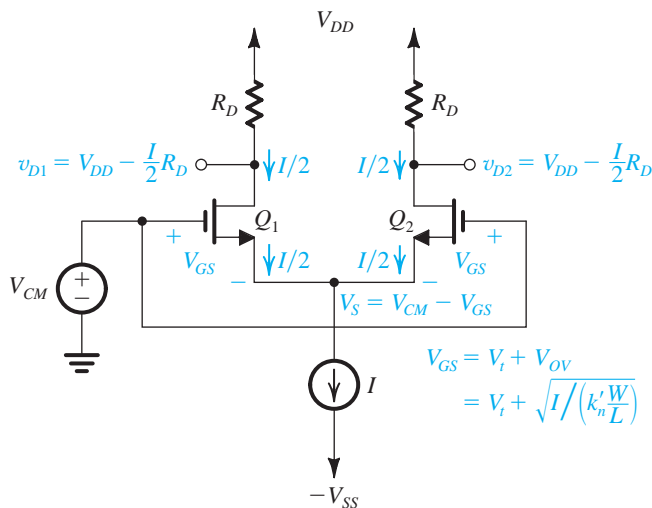 V_DD
R_D R_D
v_D1 = V_DD − I/2 R_D
I/2 I/2
v_D2 = V_DD − I/2 R_D
Q_1 Q_2
+ +
V_GS I/2 I/2 V_GS
− −
V_CM + −
V_S = V_CM − V_GS
V_GS = V_t + V_OV
= V_t + √(I/(k′_n W/L))
I
−V_SS